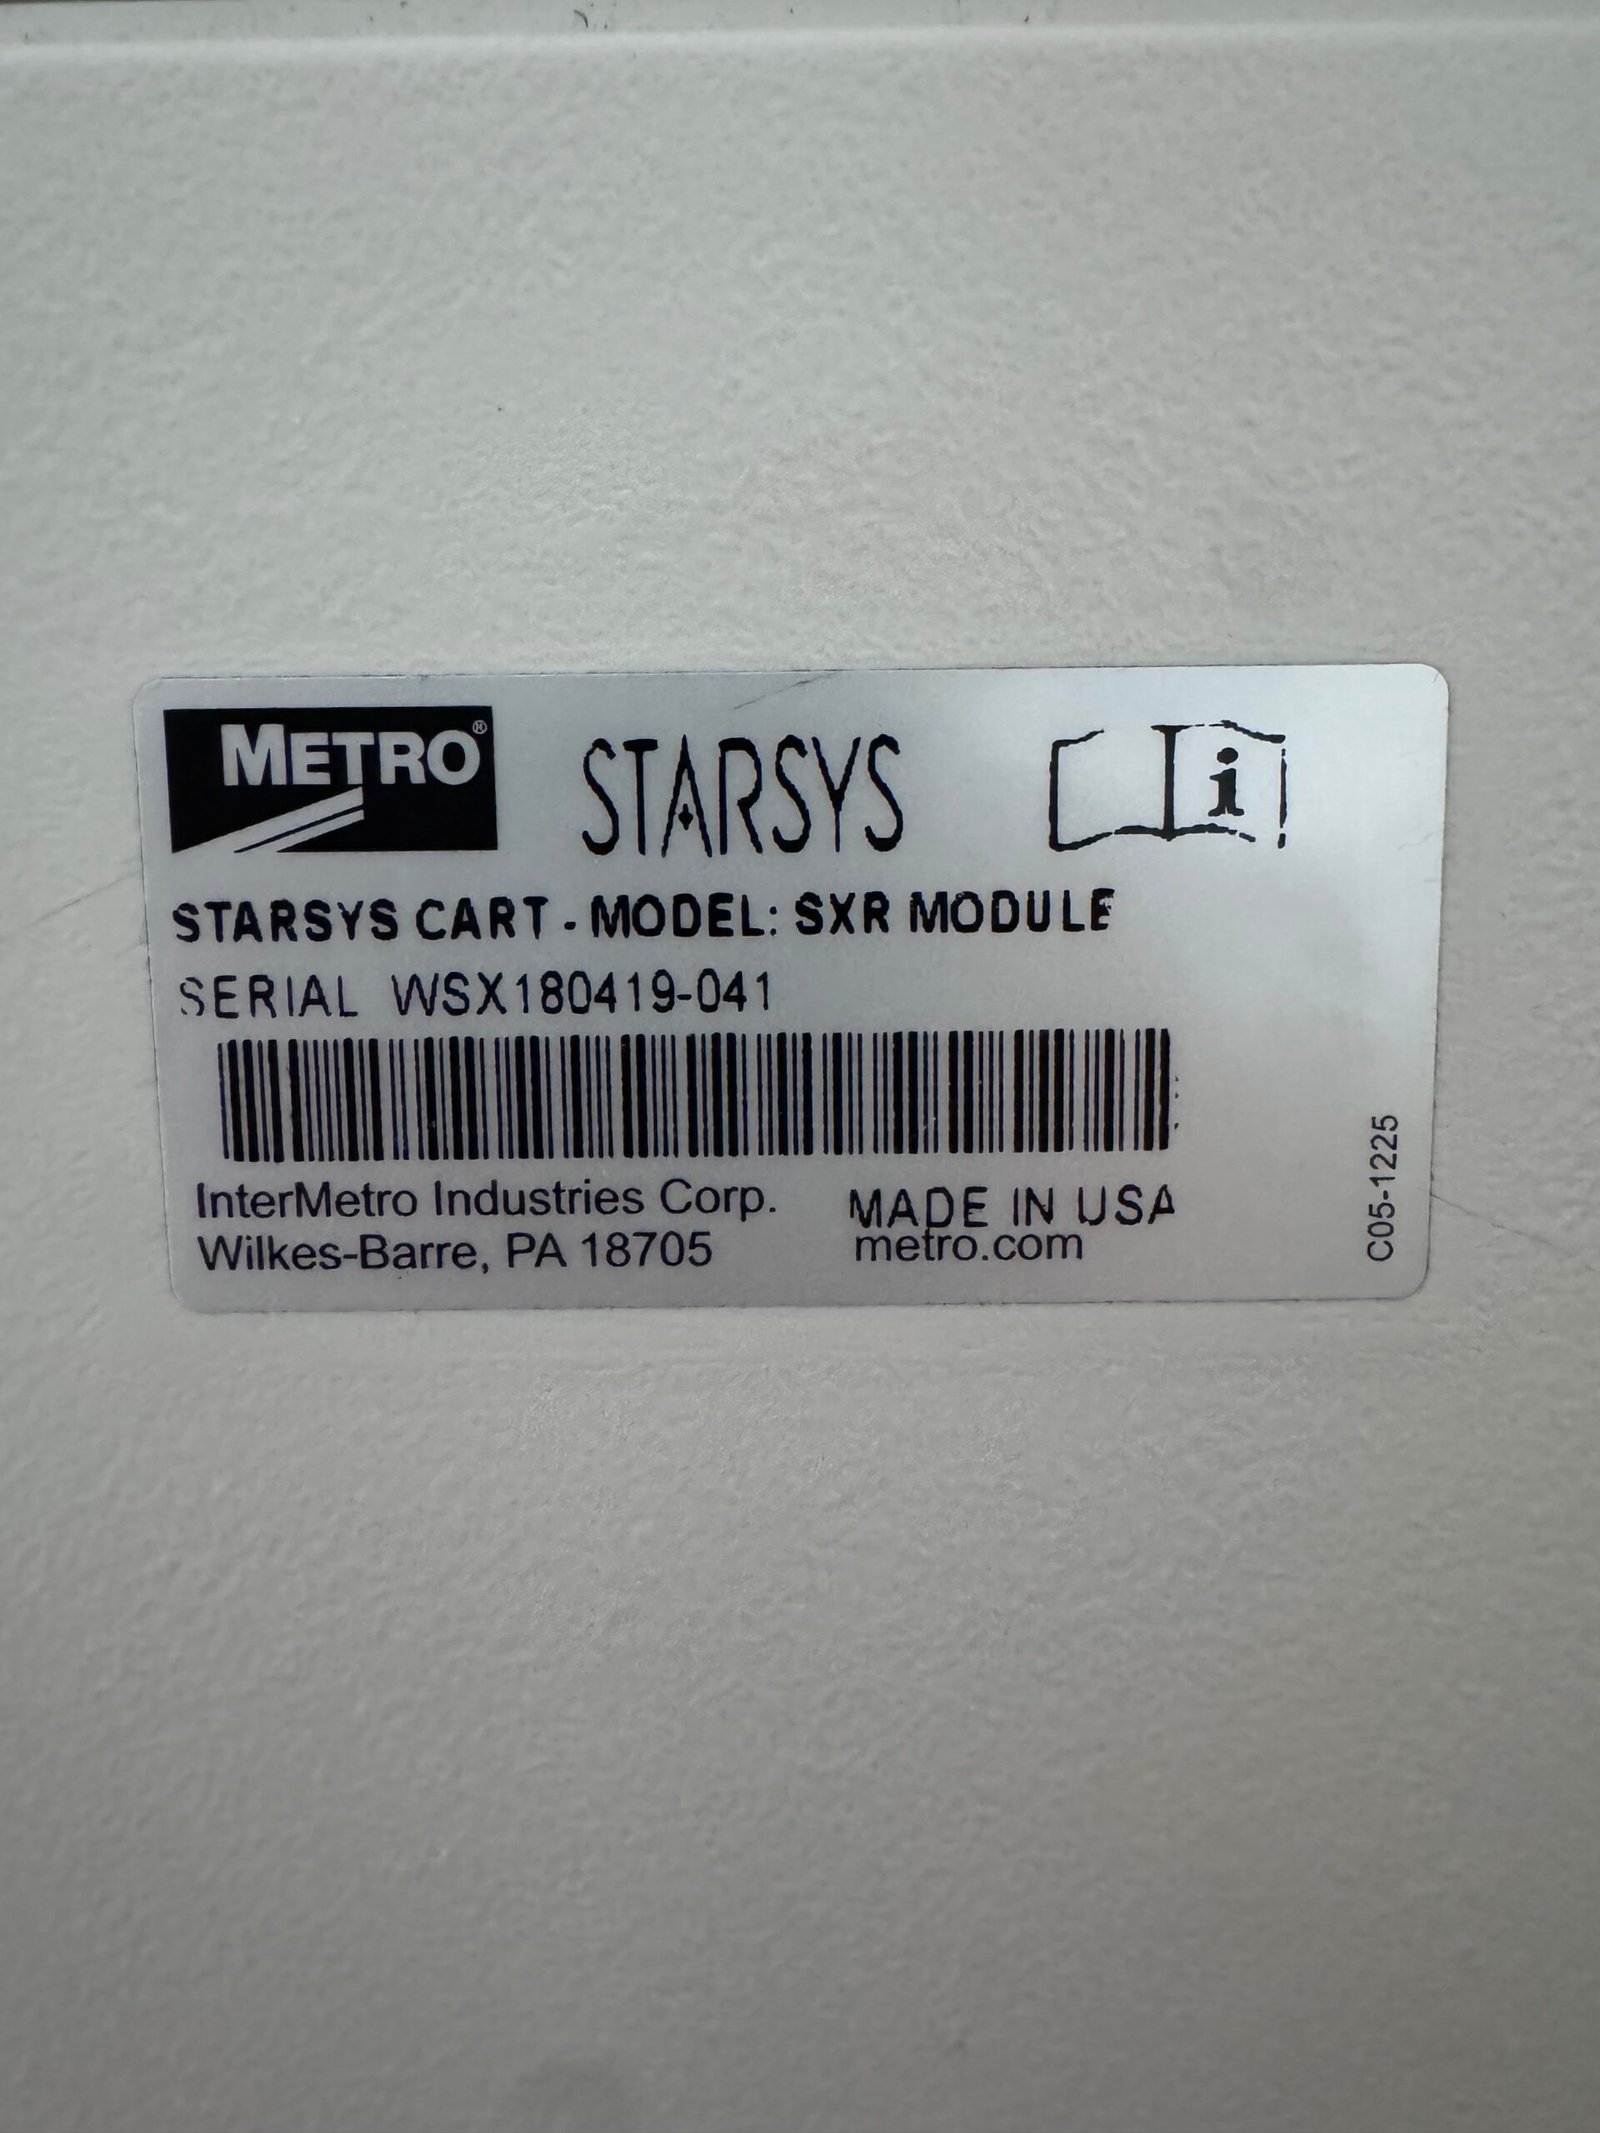 METRO®
STARSYS
i
STARSYS CART - MODEL: SXR MODULE
SERIAL WSX180419-041
InterMetro Industries Corp.
Wilkes-Barre, PA 18705
MADE IN USA
metro.com
C05-1225